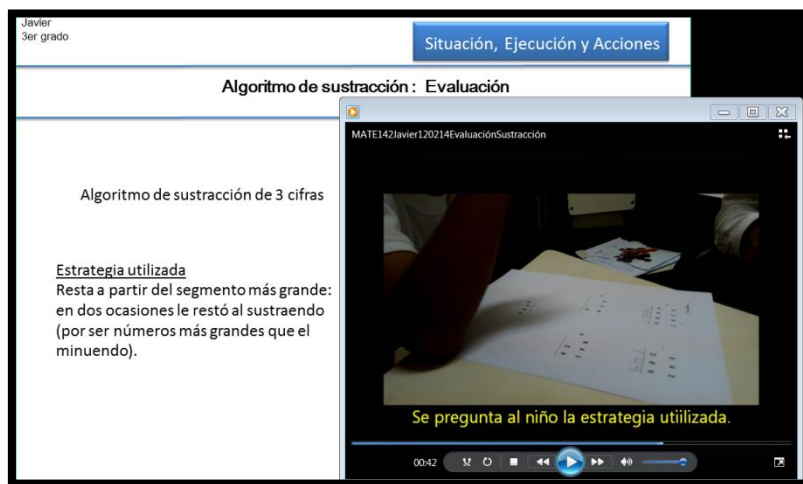 Javier
3er grado
Situación, Ejecución y Acciones
Algoritmo de sustracción : Evaluación
MATE142Javier120214EvaluaciónSustracción
Algoritmo de sustracción de 3 cifras
Estrategia utilizada
Resta a partir del segmento más grande:
en dos ocasiones le restó al sustraendo
(por ser números más grandes que el
minuendo).
Se pregunta al niño la estrategia utiilizada.
00:42